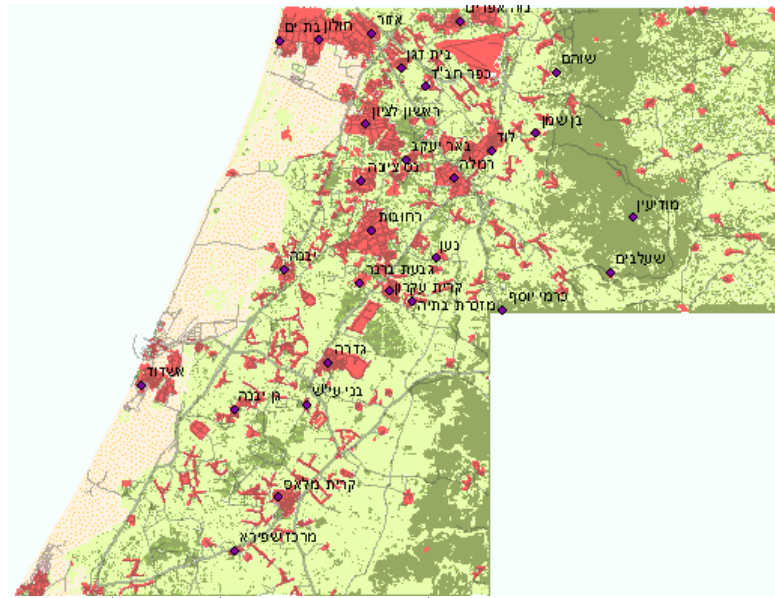 נוה אפרים
בת ים
חולון
אזור
בית דגן
כפר חב"ד
שוהם
ראשון לציון
בן שמן
לוד
באר יעקב
נס ציונה
רמלה
מודיעין
רחובות
נען
יבנה
שעלבים
גבעת ברנר
קרית עקרון
מזכרת בתיה
כרמי יוסף
גדרה
אשדוד
בני עי"ש
גן יבנה
קרית מלאכי
מרכז שפירא